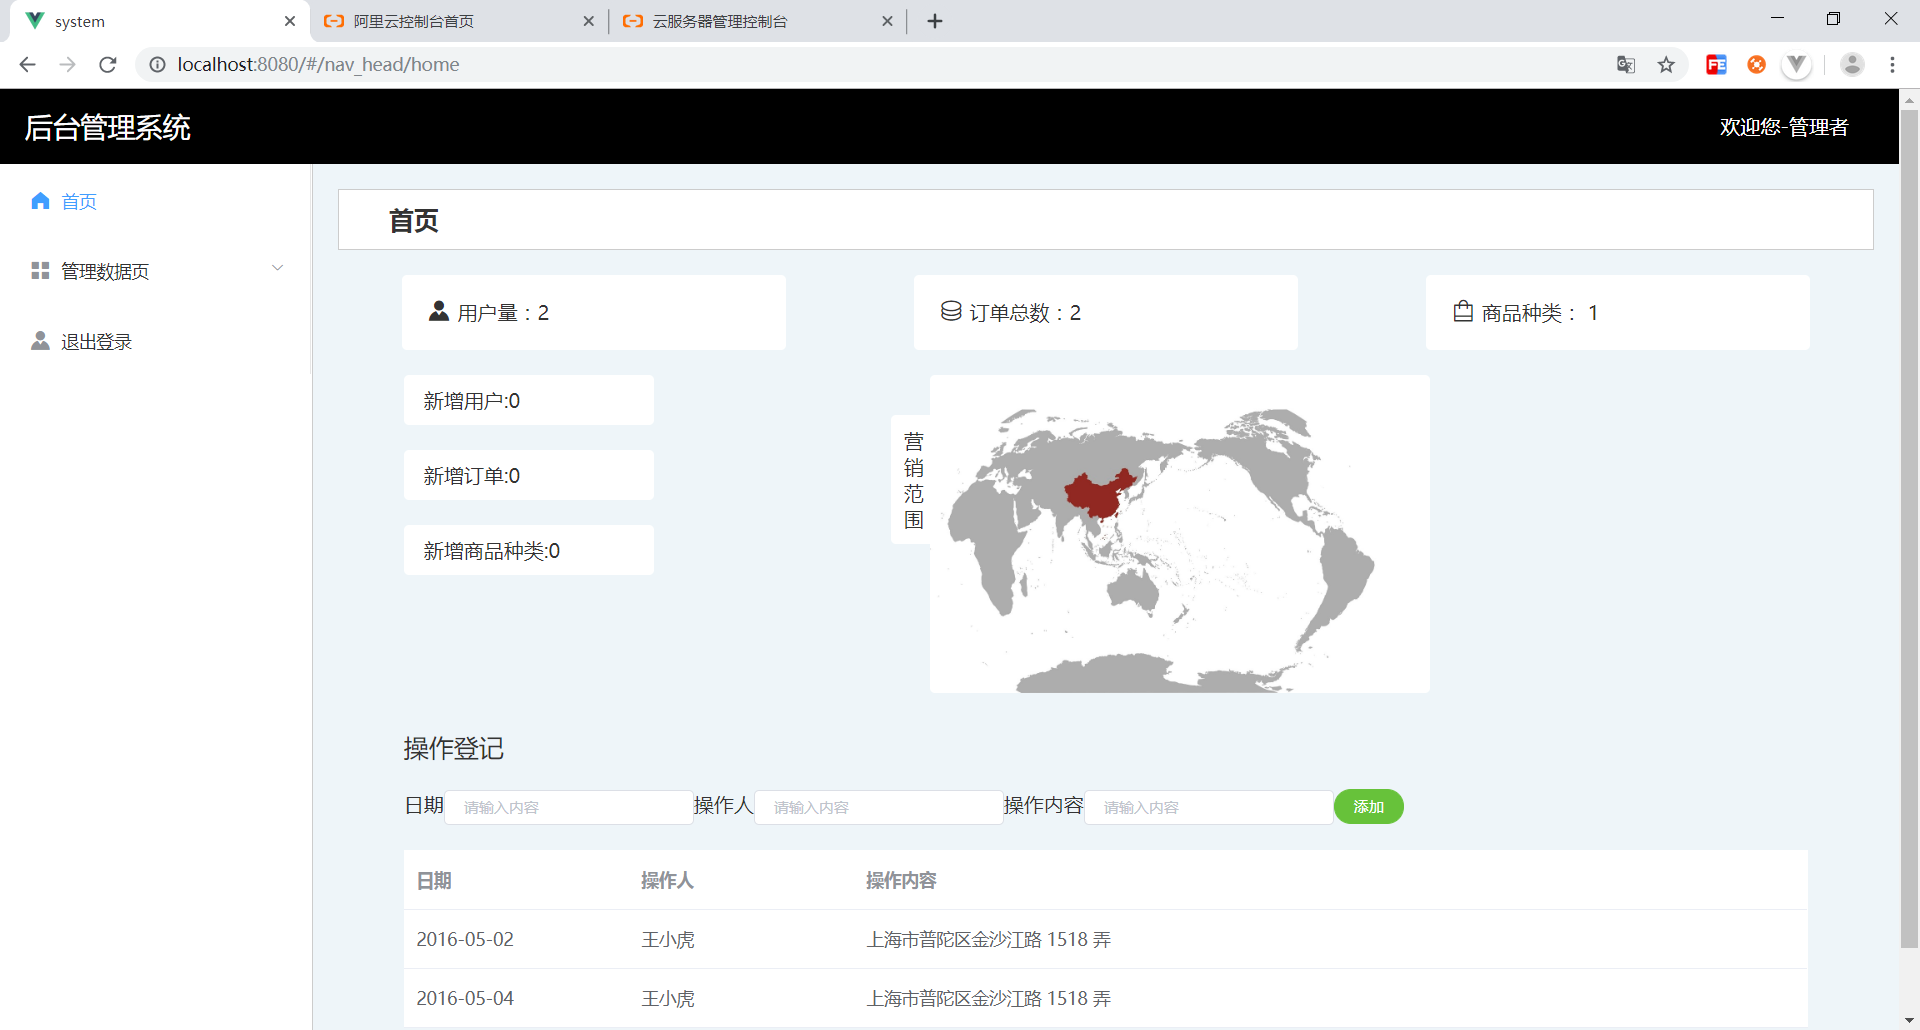 system
阿里云控制台首页
云服务器管理控制台
localhost:8080/#/nav_head/home
FE
后台管理系统
欢迎您-管理者
首页
管理数据页
退出登录
首页
用户量：2
订单总数：2
商品种类： 1
新增用户:0
新增订单:0
新增商品种类:0
营
销
范
围
操作登记
日期 请输入内容 操作人 请输入内容 操作内容 请输入内容 添加
日期 操作人 操作内容
2016-05-02 王小虎 上海市普陀区金沙江路 1518 弄
2016-05-04 王小虎 上海市普陀区金沙江路 1518 弄